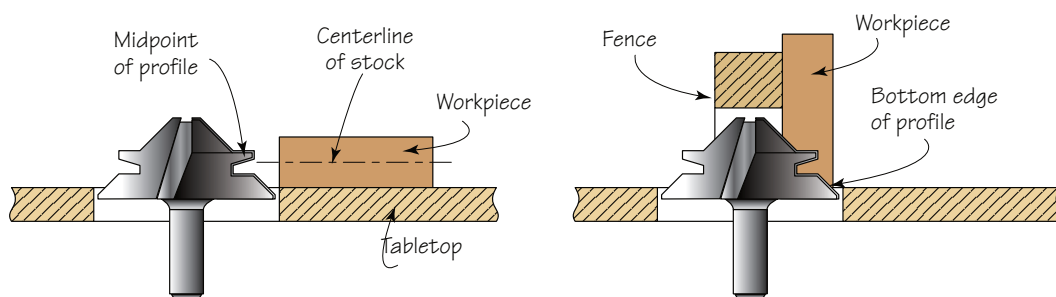 Midpoint
of profile
Centerline
of stock
Workpiece
Tabletop
Fence
Workpiece
Bottom edge
of profile